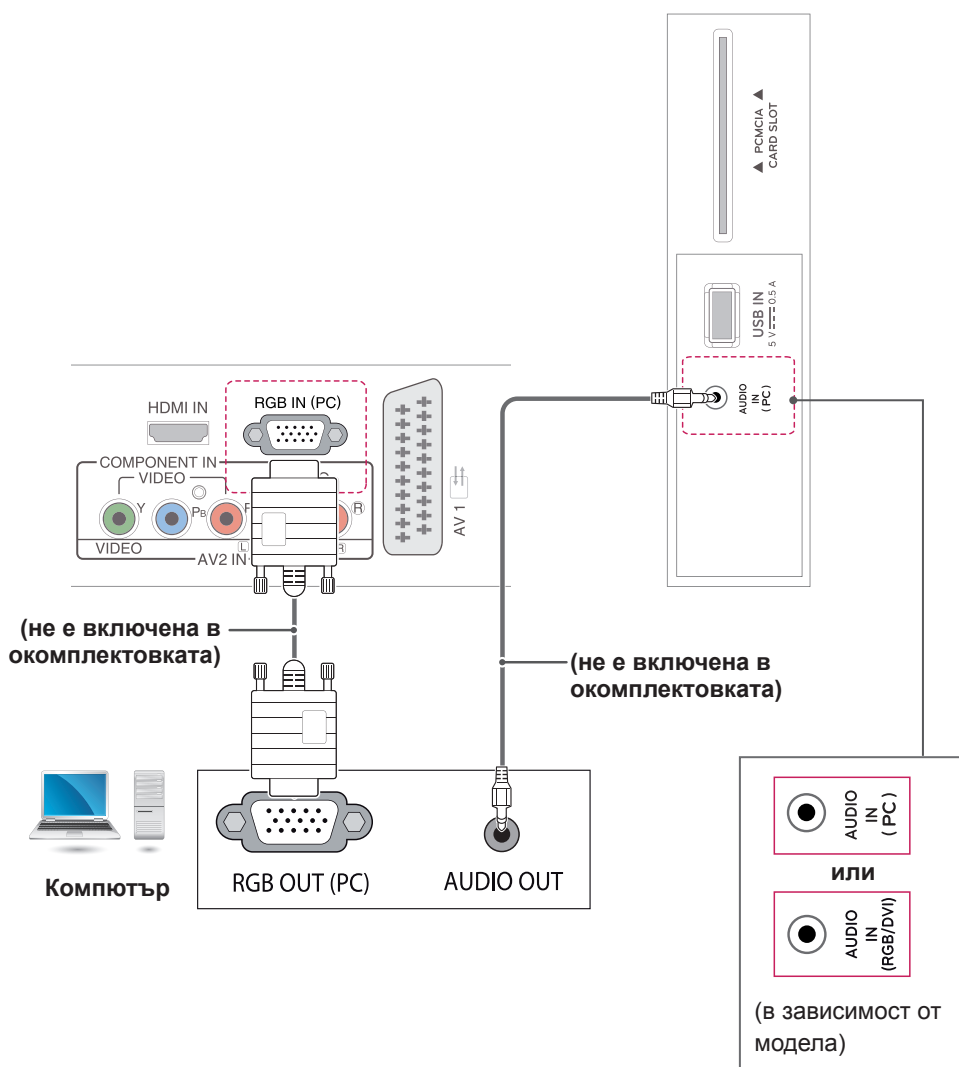 ▲ PCMCIA ▲
CARD SLOT
USB IN
5 V 0.5 A
AUDIO
IN
(PC)
HDMI IN
RGB IN (PC)
COMPONENT IN
VIDEO
Y
PB
R
VIDEO
L
R
AV2 IN
AV 1
(не е включена в
окомплектовката)
(не е включена в
окомплектовката)
Компютър
RGB OUT (PC)
AUDIO OUT
AUDIO
IN
(PC)
или
AUDIO
IN
(RGB/DVI)
(в зависимост от
модела)